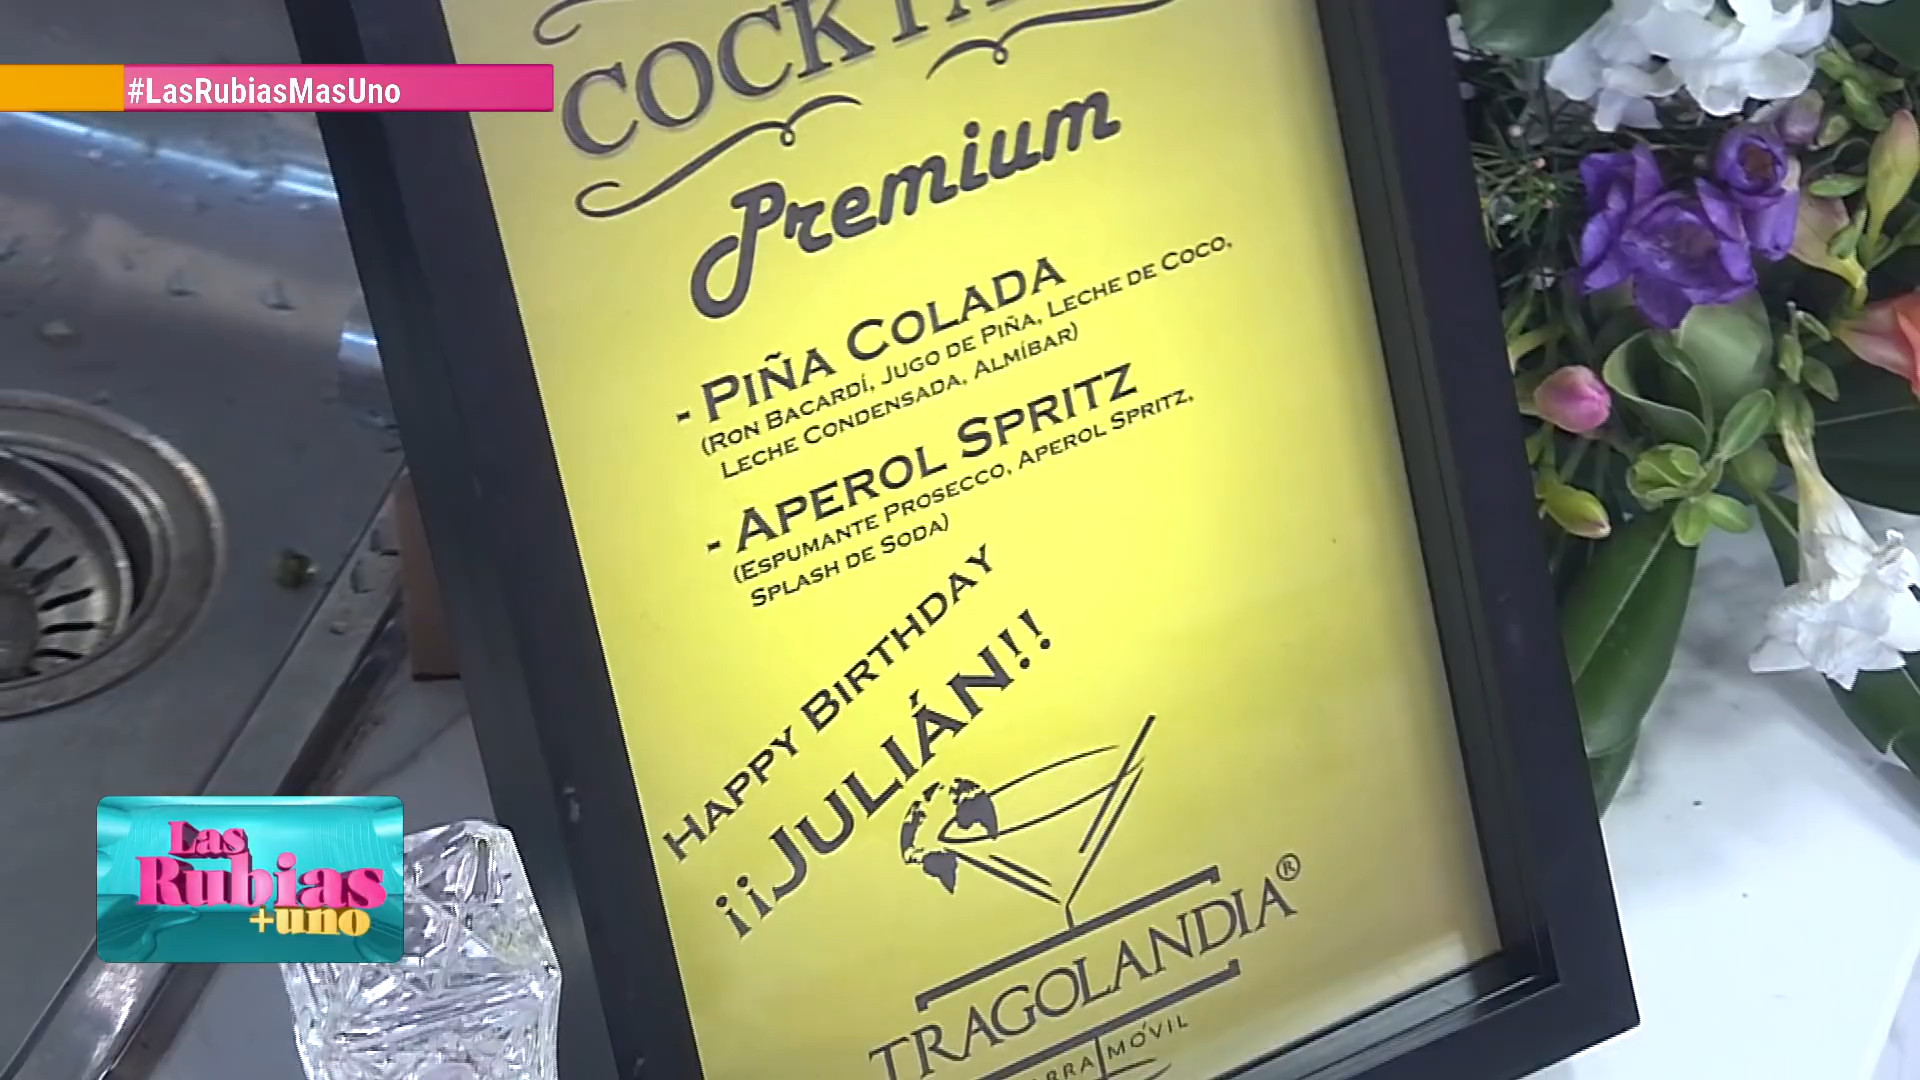 #LasRubiasMasUno
Premium
- PIÑA COLADA
(RON BACARDÍ, JUGO DE PIÑA, LECHE DE COCO,
LECHE CONDENSADA, ALMÍBAR)
- APEROL SPRITZ
(ESPUMANTE PROSECCO, APEROL SPRITZ,
SPLASH DE SODA)
HAPPY BIRTHDAY
¡¡JULIÁN!!
TRAGOLANDIA®
MÓVIL
Las
Rubias
+uno